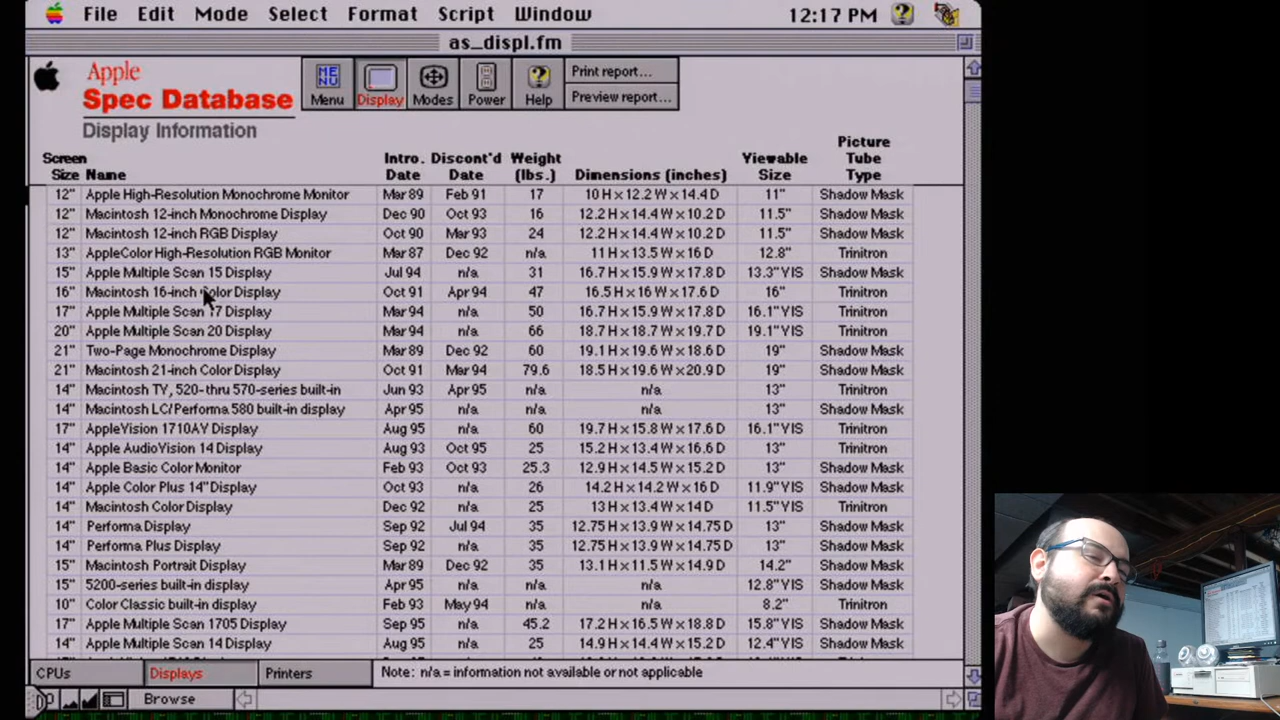 File Edit Mode Select Format Script Window 12:17 PM
as_displ.fm
Apple
Spec Database
Display Information
MENU Menu Display Modes Power Help Print report... Preview report...
Screen Size Name Intro. Date Discont'd Date Weight (lbs.) Dimensions (inches) Viewable Size Picture Tube Type
12" Apple High-Resolution Monochrome Monitor Mar 89 Feb 91 17 10 H × 12.2 W × 14.4 D 11" Shadow Mask
12" Macintosh 12-inch Monochrome Display Dec 90 Oct 93 16 12.2 H × 14.4 W × 10.2 D 11.5" Shadow Mask
12" Macintosh 12-inch RGB Display Oct 90 Mar 93 24 12.2 H × 14.4 W × 10.2 D 11.5" Shadow Mask
13" AppleColor High-Resolution RGB Monitor Mar 87 Dec 92 n/a 11 H × 13.5 W × 16 D 12.8" Trinitron
15" Apple Multiple Scan 15 Display Jul 94 n/a 31 16.7 H × 15.9 W × 17.8 D 13.3" VIS Shadow Mask
16" Macintosh 16-inch Color Display Oct 91 Apr 94 47 16.5 H × 16 W × 17.6 D 16" Trinitron
17" Apple Multiple Scan 17 Display Mar 94 n/a 50 16.7 H × 15.9 W × 17.8 D 16.1" VIS Trinitron
20" Apple Multiple Scan 20 Display Mar 94 n/a 66 18.7 H × 18.7 W × 19.7 D 19.1" VIS Trinitron
21" Two-Page Monochrome Display Mar 89 Dec 92 60 19.1 H × 19.6 W × 18.6 D 19" Shadow Mask
21" Macintosh 21-inch Color Display Oct 91 Mar 94 79.6 18.5 H × 19.6 W × 20.9 D 19" Shadow Mask
14" Macintosh TV, 520- thru 570-series built-in Jun 93 Apr 95 n/a n/a 13" Trinitron
14" Macintosh LC/Performa 580 built-in display Apr 95 n/a n/a n/a 13" Shadow Mask
17" AppleVision 1710AV Display Aug 95 n/a 60 19.7 H × 15.8 W × 17.6 D 16.1" VIS Trinitron
14" Apple AudioVision 14 Display Aug 93 Oct 95 25 15.2 H × 13.4 W × 16.6 D 13" Trinitron
14" Apple Basic Color Monitor Feb 93 Oct 93 25.3 12.9 H × 14.5 W × 15.2 D 13" Shadow Mask
14" Apple Color Plus 14" Display Oct 93 n/a 26 14.2 H × 14.2 W × 16 D 11.9" VIS Shadow Mask
14" Macintosh Color Display Dec 92 n/a 25 13 H × 13.4 W × 14 D 11.5" VIS Trinitron
14" Performa Display Sep 92 Jul 94 35 12.75 H × 13.9 W × 14.75 D 13" Shadow Mask
14" Performa Plus Display Sep 92 n/a 35 12.75 H × 13.9 W × 14.75 D 13" Shadow Mask
15" Macintosh Portrait Display Mar 89 Dec 92 35 13.1 H × 11.5 W × 14.9 D 14.2" Shadow Mask
15" 5200-series built-in display Apr 95 n/a n/a n/a 12.8" VIS Shadow Mask
10" Color Classic built-in display Feb 93 May 94 n/a n/a 8.2" Trinitron
17" Apple Multiple Scan 1705 Display Sep 95 n/a 45.2 17.2 H × 16.5 W × 18.8 D 15.8" VIS Shadow Mask
14" Apple Multiple Scan 14 Display Aug 95 n/a 25 14.9 H × 14.4 W × 15.2 D 12.4" VIS Shadow Mask
CPUs Displays Printers Note: n/a = information not available or not applicable
Browse